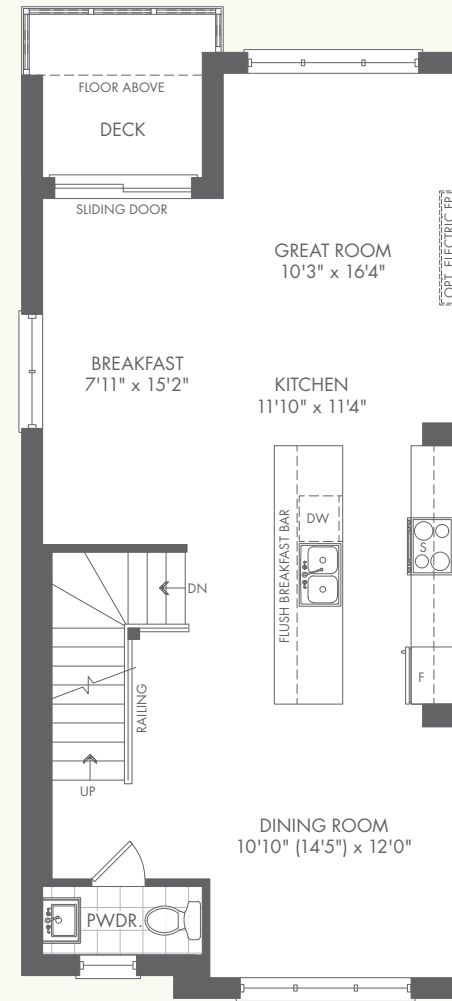 FLOOR ABOVE
DECK
SLIDING DOOR
GREAT ROOM
10'3" x 16'4"
OPT. ELECTRIC FP
BREAKFAST
7'11" x 15'2"
KITCHEN
11'10" x 11'4"
DW
FLUSH BREAKFAST BAR
S
DN
F
RAILING
UP
DINING ROOM
10'10" (14'5") x 12'0"
PWDR.